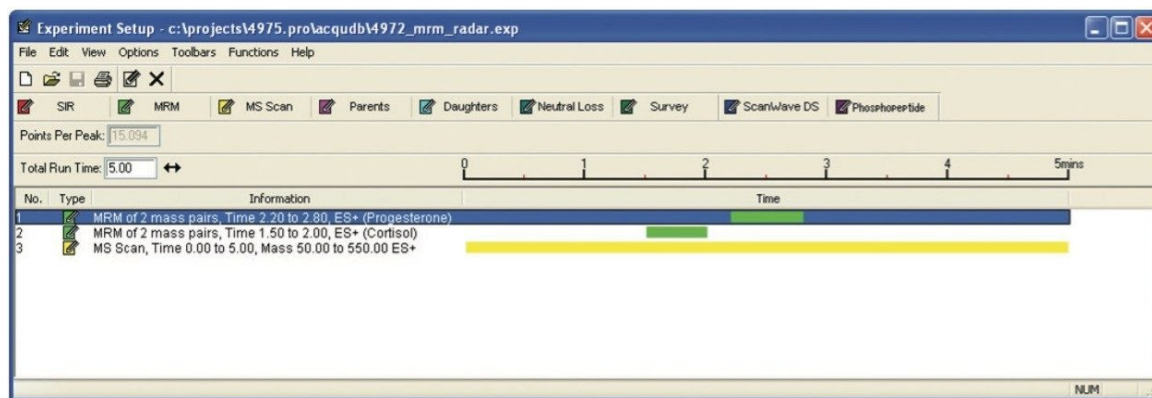 Experiment Setup - c:\projects\4975.pro\acqudb\4972_mrm_radar.exp
File Edit View Options Toolbars Functions Help
SIR MRM MS Scan Parents Daughters Neutral Loss Survey ScanWave DS Phosphopeptide
Points Per Peak: 15.094
Total Run Time: 5.00 0 1 2 3 4 5mins
No. Type Information Time
1 MRM of 2 mass pairs, Time 2.20 to 2.80, ES+ (Progesterone)
2 MRM of 2 mass pairs, Time 1.50 to 2.00, ES+ (Cortisol)
3 MS Scan, Time 0.00 to 5.00, Mass 50.00 to 550.00 ES+
NUM